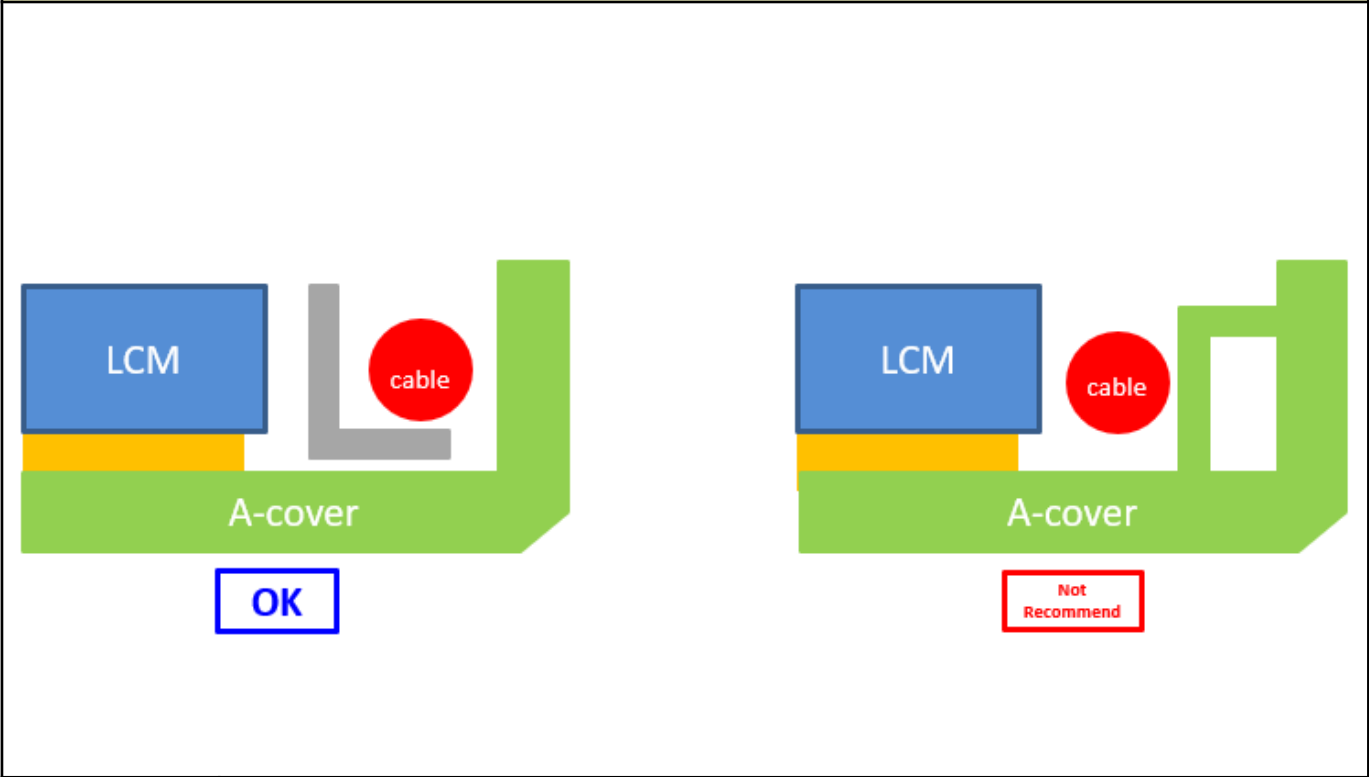 LCM
cable
A-cover
OK
LCM
cable
A-cover
Not
Recommend